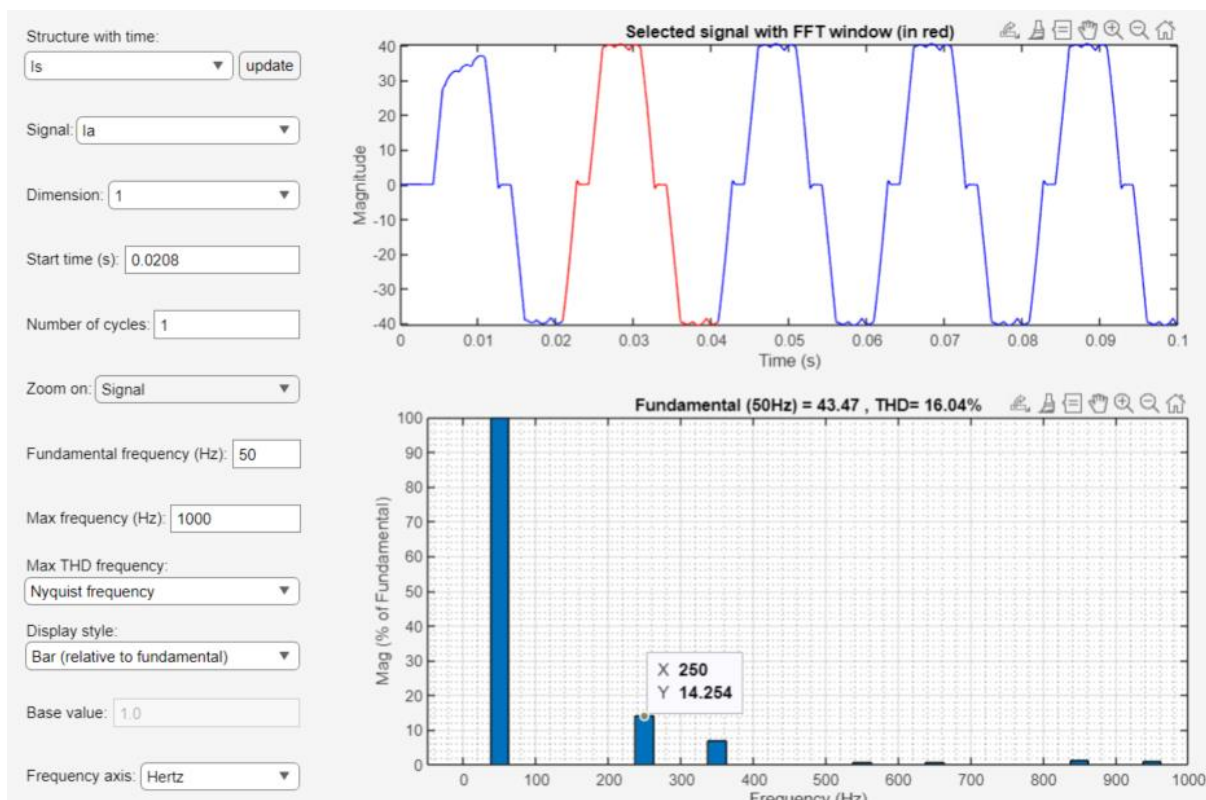 Structure with time:
Is
update
Signal: Ia
Dimension: 1
Start time (s): 0.0208
Number of cycles: 1
Zoom on: Signal
Fundamental frequency (Hz): 50
Max frequency (Hz): 1000
Max THD frequency:
Nyquist frequency
Display style:
Bar (relative to fundamental)
Base value: 1.0
Frequency axis: Hertz
Selected signal with FFT window (in red)
Magnitude
40
30
20
10
0
-10
-20
-30
-40
0 0.01 0.02 0.03 0.04 0.05 0.06 0.07 0.08 0.09 0.1
Time (s)
Fundamental (50Hz) = 43.47 , THD= 16.04%
Mag (% of Fundamental)
100
90
80
70
60
50
40
30
20
10
0
X 250
Y 14.254
0 100 200 300 400 500 600 700 800 900 1000
Frequency (Hz)